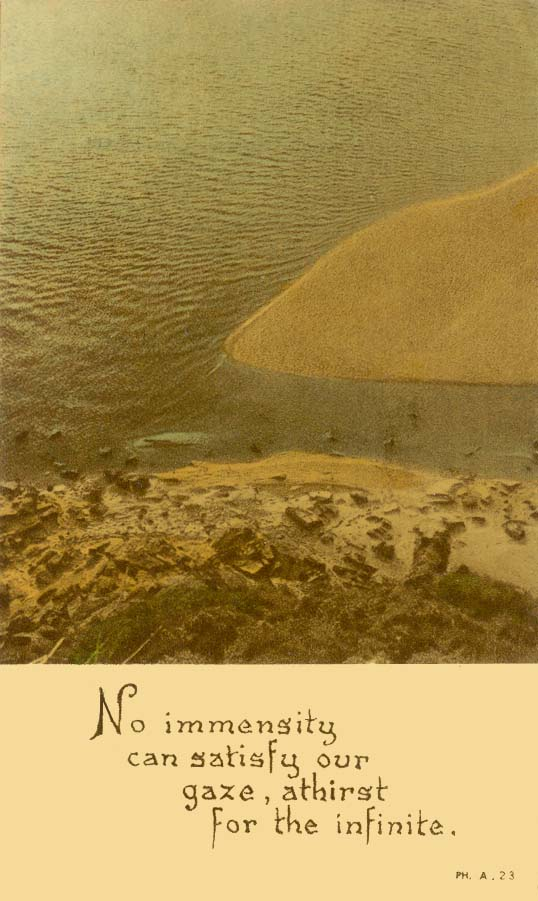 No immensity
can satisfy our
gaze, athirst
for the infinite.
PH. A. 23